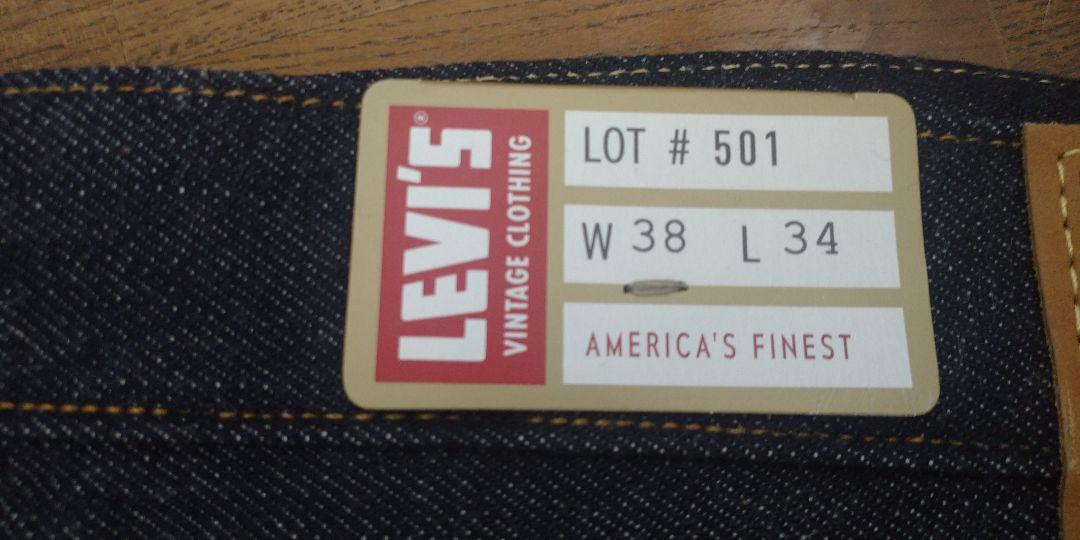 LEVI'S®
VINTAGE CLOTHING
LOT # 501
W 38 L 34
AMERICA'S FINEST